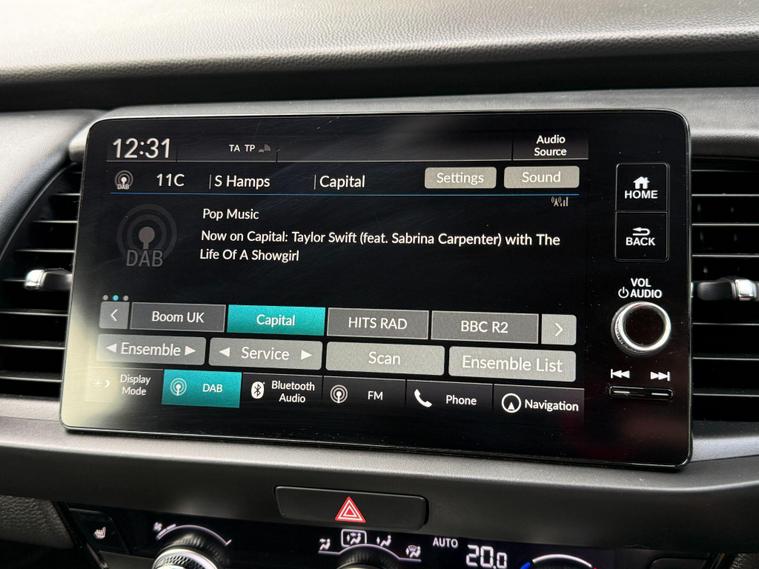 12:31 TA TP Audio
Source
DAB 11C S Hamps Capital Settings Sound
HOME
Pop Music
Now on Capital: Taylor Swift (feat. Sabrina Carpenter) with The
Life Of A Showgirl
DAB
BACK
VOL
AUDIO
Boom UK Capital HITS RAD BBC R2
Ensemble Service Scan Ensemble List
Display
Mode
DAB
Bluetooth
Audio
FM
Phone
Navigation
AUTO
20.0